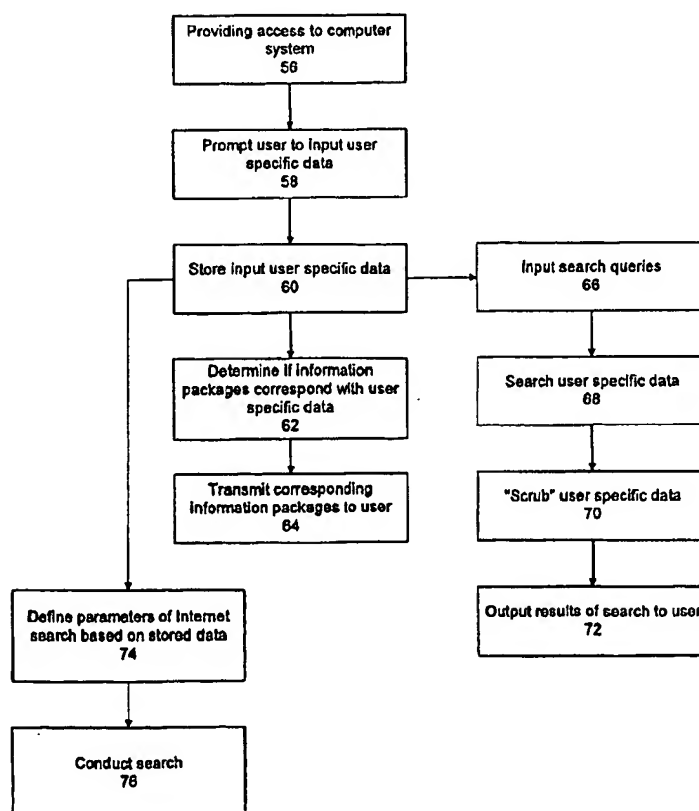 Providing access to computer
system
56
Prompt user to input user
specific data
58
Store input user specific data
60
Input search queries
66
Determine if information
packages correspond with user
specific data
62
Search user specific data
68
Transmit corresponding
information packages to user
64
"Scrub" user specific data
70
Define parameters of Internet
search based on stored data
74
Output results of search to user
72
Conduct search
76